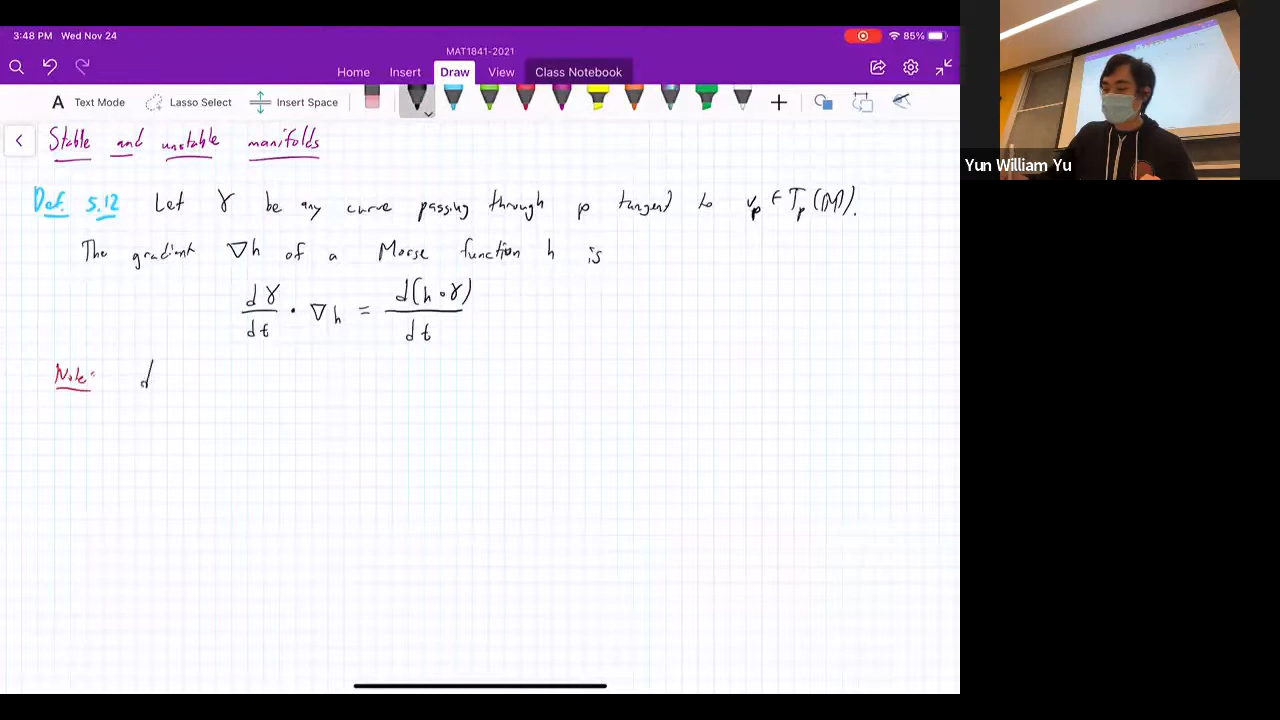 3:48 PM Wed Nov 24
85%
MAT1841-2021
Home Insert Draw View Class Notebook
A Text Mode Lasso Select Insert Space
Stable and unstable manifolds
Def. 5.12 Let γ be any curve passing through p tangent to v_p ∈ T_p(M).
The gradient ∇h of a Morse function h is
dγ/dt · ∇h = d(h∘γ)/dt
Note: d
Yun William Yu